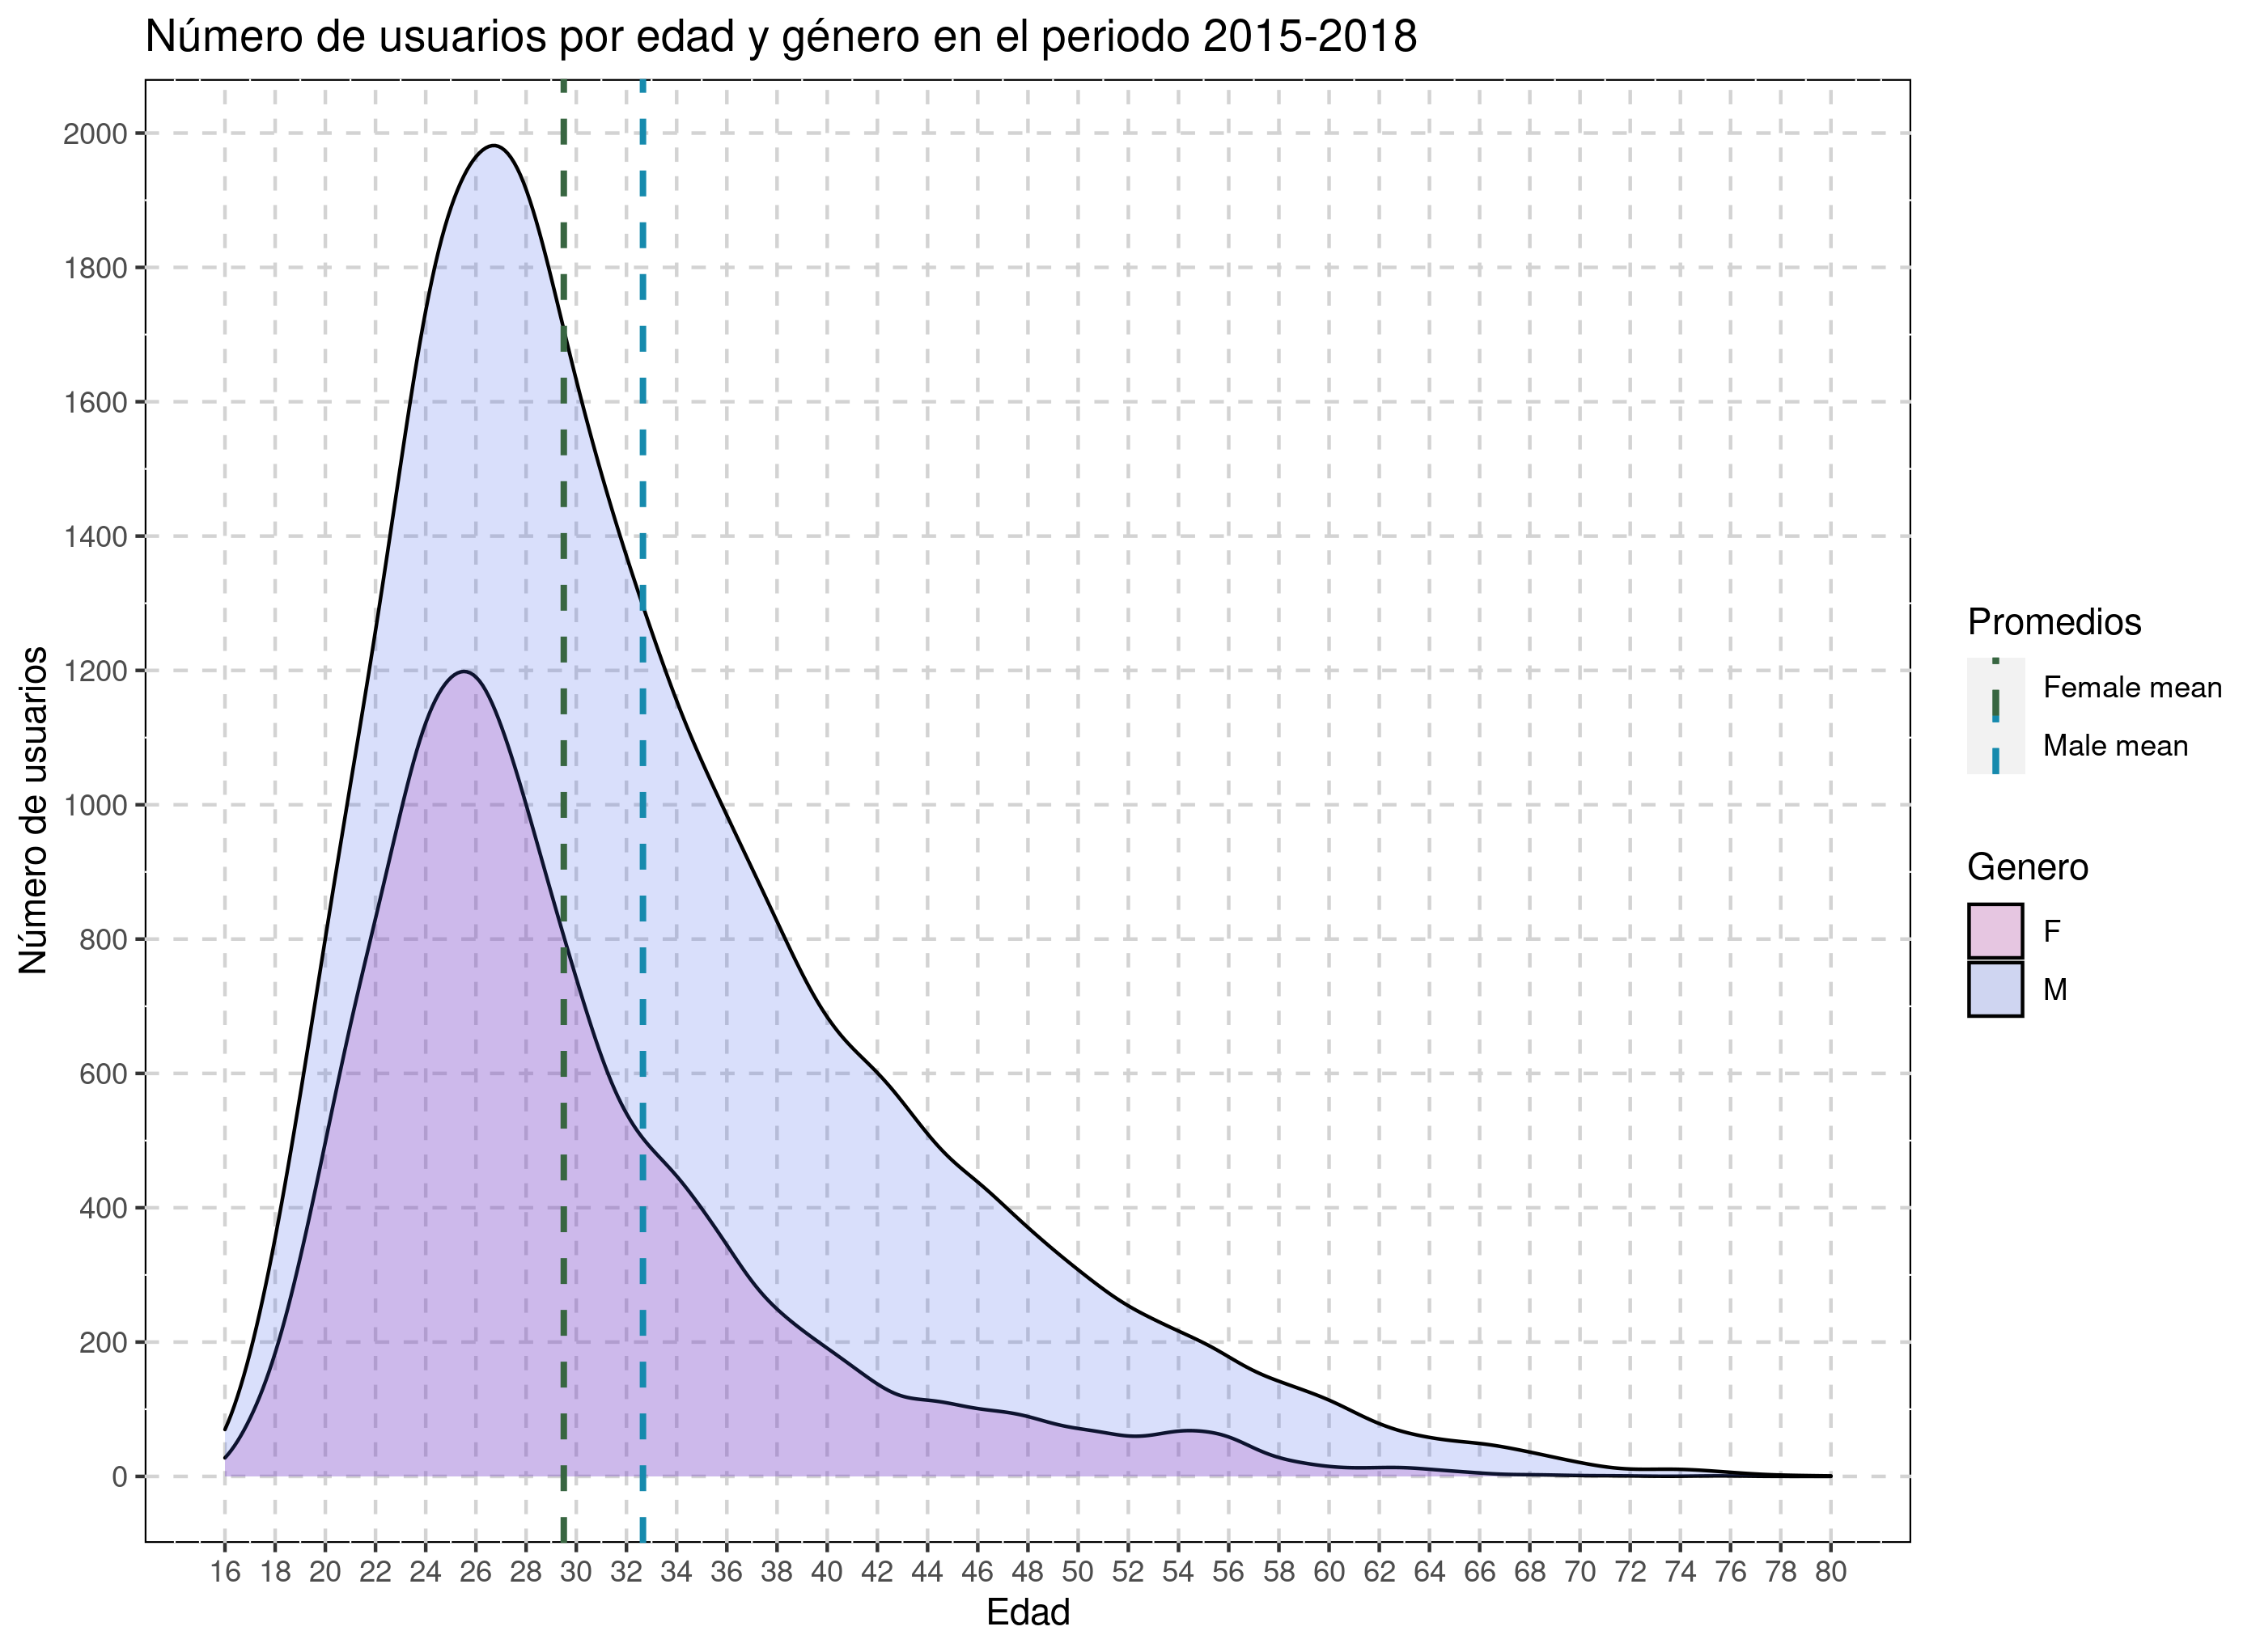 Número de usuarios por edad y género en el periodo 2015-2018
Número de usuarios
2000
1800
1600
1400
1200
1000
800
600
400
200
0
16 18 20 22 24 26 28 30 32 34 36 38 40 42 44 46 48 50 52 54 56 58 60 62 64 66 68 70 72 74 76 78 80
Edad
Promedios
Female mean
Male mean
Genero
F
M